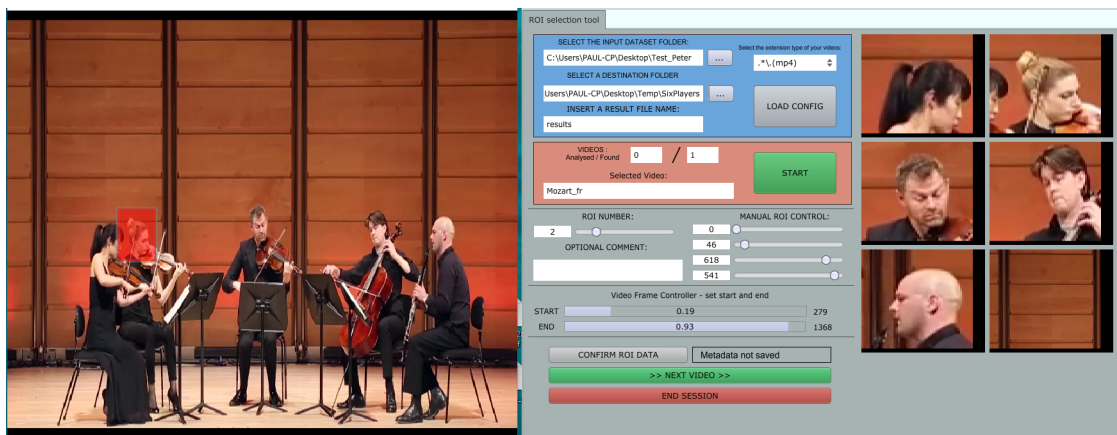 ROI selection tool
SELECT THE INPUT DATASET FOLDER:
Select the extension type of your videos:
C:\Users\PAUL-CP\Desktop\Test_Peter
...
.*\.(mp4)
SELECT A DESTINATION FOLDER
Users\PAUL-CP\Desktop\Temp\SixPlayers
...
LOAD CONFIG
INSERT A RESULT FILE NAME:
results
VIDEOS :
Analysed / Found
0 / 1
START
Selected Video:
Mozart_fr
ROI NUMBER:
MANUAL ROI CONTROL:
2
0
OPTIONAL COMMENT:
46
618
541
Video Frame Controller - set start and end
START 0.19 279
END 0.93 1368
CONFIRM ROI DATA
Metadata not saved
>> NEXT VIDEO >>
END SESSION